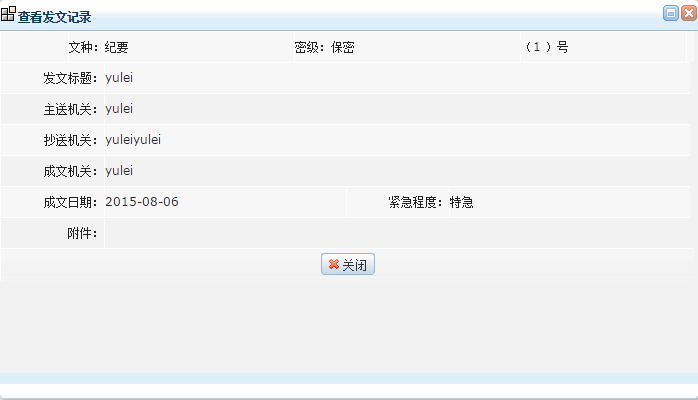 查看发文记录
文种：纪要 密级：保密 （1 ）号
发文标题：yulei
主送机关：yulei
抄送机关：yuleiyulei
成文机关：yulei
成文日期：2015-08-06 紧急程度：特急
附件：
关闭